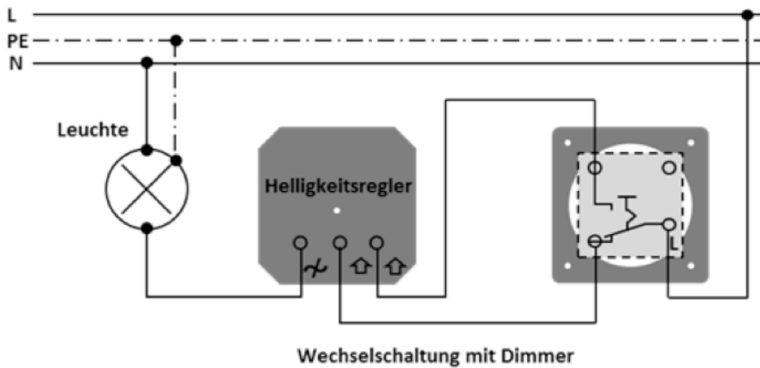 L
PE
N
Leuchte
Helligkeitsregler
L
Wechselschaltung mit Dimmer